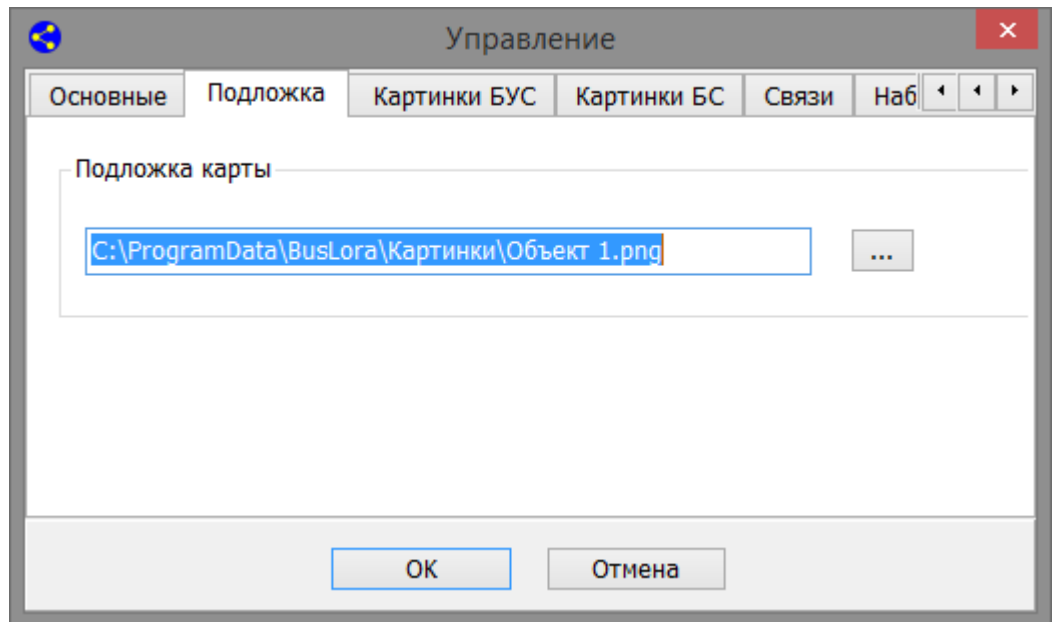 Управление
Основные Подложка Картинки БУС Картинки БС Связи Наб
Подложка карты
C:\ProgramData\BusLora\Картинки\Объект 1.png ...
OK Отмена